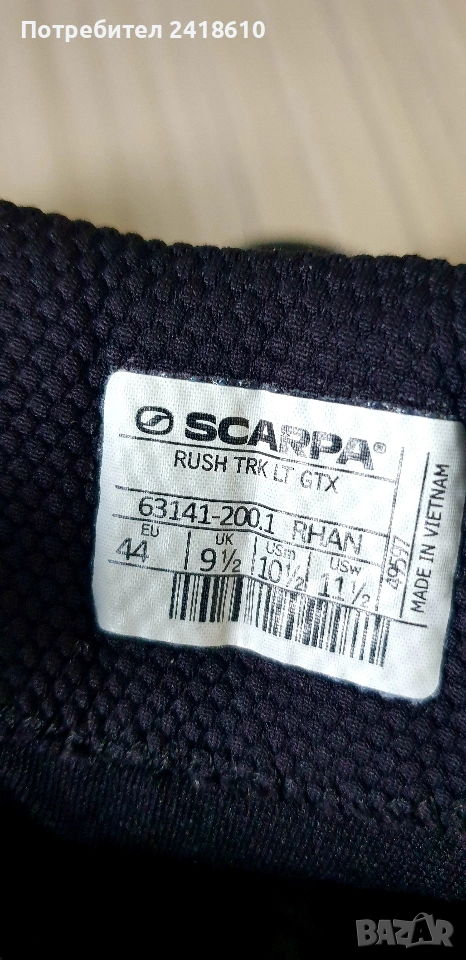 Потребител 2418610
SCARPA®
RUSH TRK LT GTX
63141-200.1 RHAN
EU UK USm USw
44 9½ 10½ 11½
MADE IN VIETNAM
BAZAR